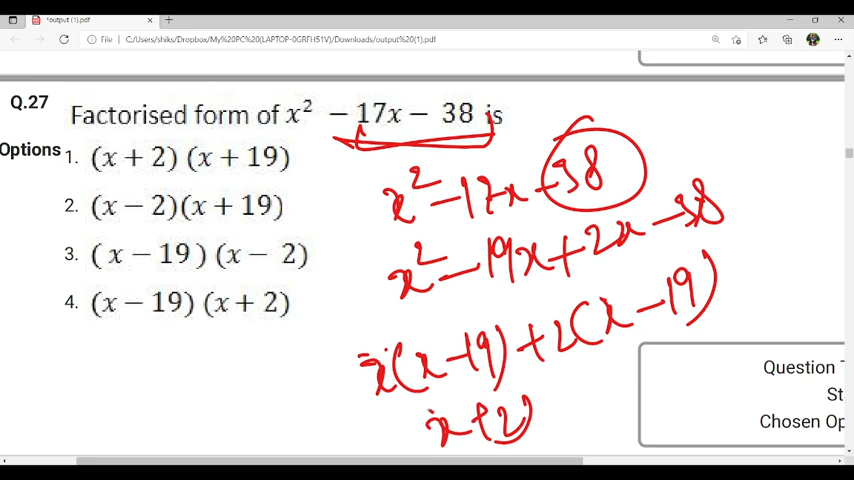 *output (1).pdf
File | C:/Users/shiks/Dropbox/My%20PC%20(LAPTOP-0GRFH51V)/Downloads/output%20(1).pdf
Q.27 Factorised form of x² − 17x − 38 is
Options 1. (x + 2) (x + 19)
2. (x − 2)(x + 19)
3. ( x − 19 ) (x − 2)
4. (x − 19) (x + 2)
x² − 17x − 38
x² − 19x + 2x − 38
x(x − 19) + 2(x − 19)
x + 2)
Question T
St
Chosen Op